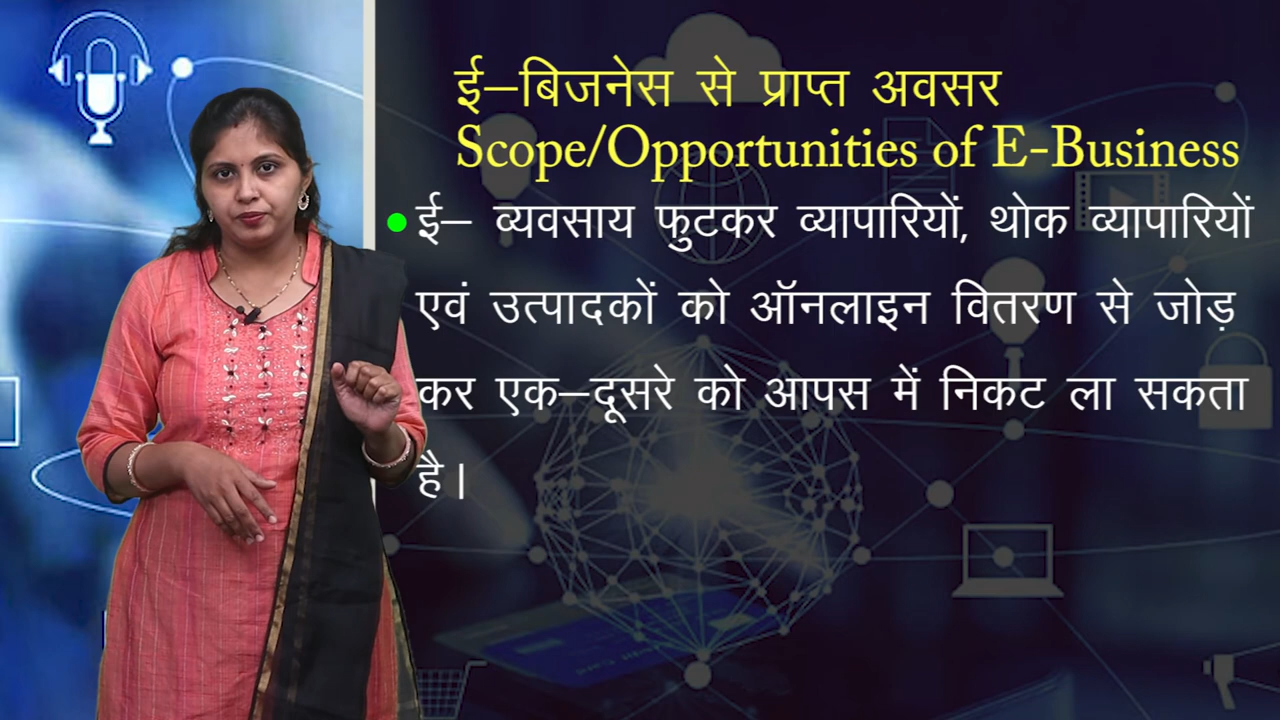 ई–बिजनेस से प्राप्त अवसर
Scope/Opportunities of E-Business
ई– व्यवसाय फुटकर व्यापारियों, थोक व्यापारियों
एवं उत्पादकों को ऑनलाइन वितरण से जोड़
कर एक–दूसरे को आपस में निकट ला सकता
है।